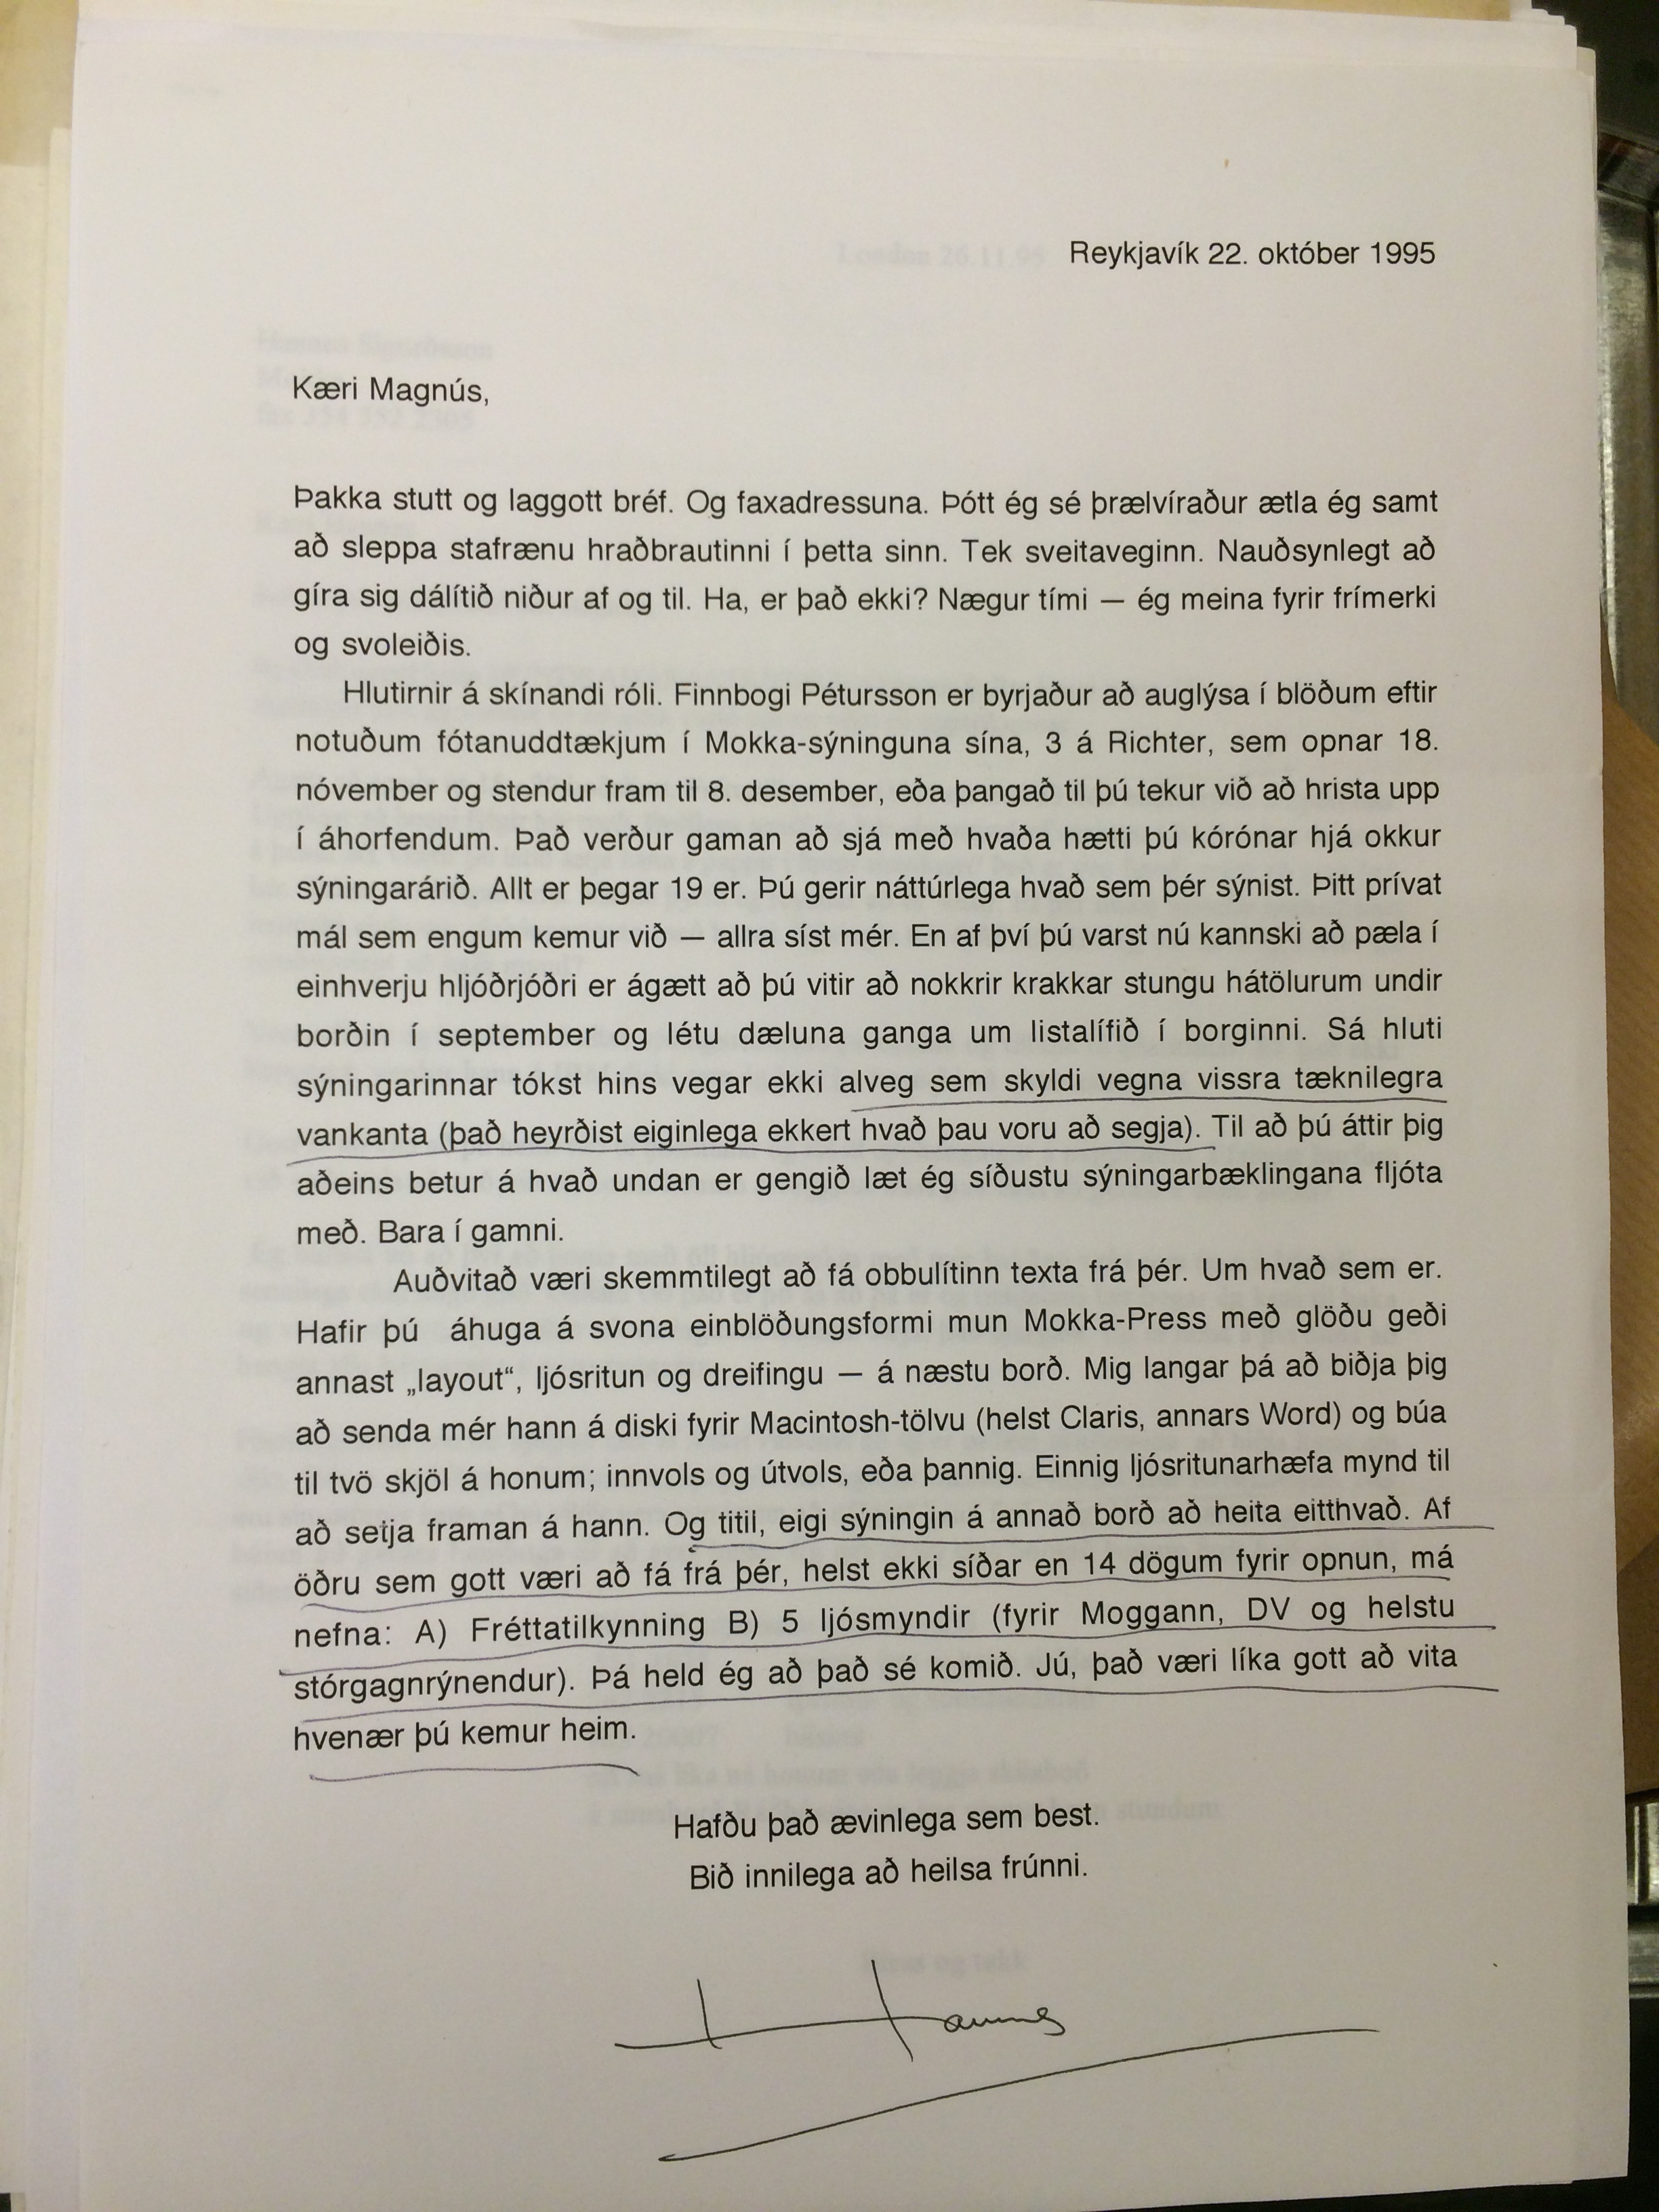 Reykjavík 22. október 1995
Kæri Magnús,
Þakka stutt og laggott bréf. Og faxadressuna. Þótt ég sé þrælvíraður ætla ég samt
að sleppa stafrænu hraðbrautinni í þetta sinn. Tek sveitaveginn. Nauðsynlegt að
gíra sig dálítið niður af og til. Ha, er það ekki? Nægur tími — ég meina fyrir frímerki
og svoleiðis.
Hlutirnir á skínandi róli. Finnbogi Pétursson er byrjaður að auglýsa í blöðum eftir
notuðum fótanuddtækjum í Mokka-sýninguna sína, 3 á Richter, sem opnar 18.
nóvember og stendur fram til 8. desember, eða þangað til þú tekur við að hrista upp
í áhorfendum. Það verður gaman að sjá með hvaða hætti þú kórónar hjá okkur
sýningarárið. Allt er þegar 19 er. Þú gerir náttúrlega hvað sem þér sýnist. Þitt prívat
mál sem engum kemur við — allra síst mér. En af því þú varst nú kannski að pæla í
einhverju hljóðrjóðri er ágætt að þú vitir að nokkrir krakkar stungu hátölurum undir
borðin í september og létu dæluna ganga um listalífið í borginni. Sá hluti
sýningarinnar tókst hins vegar ekki alveg sem skyldi vegna vissra tæknilegra
vankanta (það heyrðist eiginlega ekkert hvað þau voru að segja). Til að þú áttir þig
aðeins betur á hvað undan er gengið læt ég síðustu sýningarbæklingana fljóta
með. Bara í gamni.
Auðvitað væri skemmtilegt að fá obbulítinn texta frá þér. Um hvað sem er.
Hafir þú áhuga á svona einblöðungsformi mun Mokka-Press með glöðu geði
annast „layout“, ljósritun og dreifingu — á næstu borð. Mig langar þá að biðja þig
að senda mér hann á diski fyrir Macintosh-tölvu (helst Claris, annars Word) og búa
til tvö skjöl á honum; innvols og útvols, eða þannig. Einnig ljósritunarhæfa mynd til
að setja framan á hann. Og titil, eigi sýningin á annað borð að heita eitthvað. Af
öðru sem gott væri að fá frá þér, helst ekki síðar en 14 dögum fyrir opnun, má
nefna: A) Fréttatilkynning B) 5 ljósmyndir (fyrir Moggann, DV og helstu
stórgagnrýnendur). Þá held ég að það sé komið. Jú, það væri líka gott að vita
hvenær þú kemur heim.
Hafðu það ævinlega sem best.
Bið innilega að heilsa frúnni.
Hannes